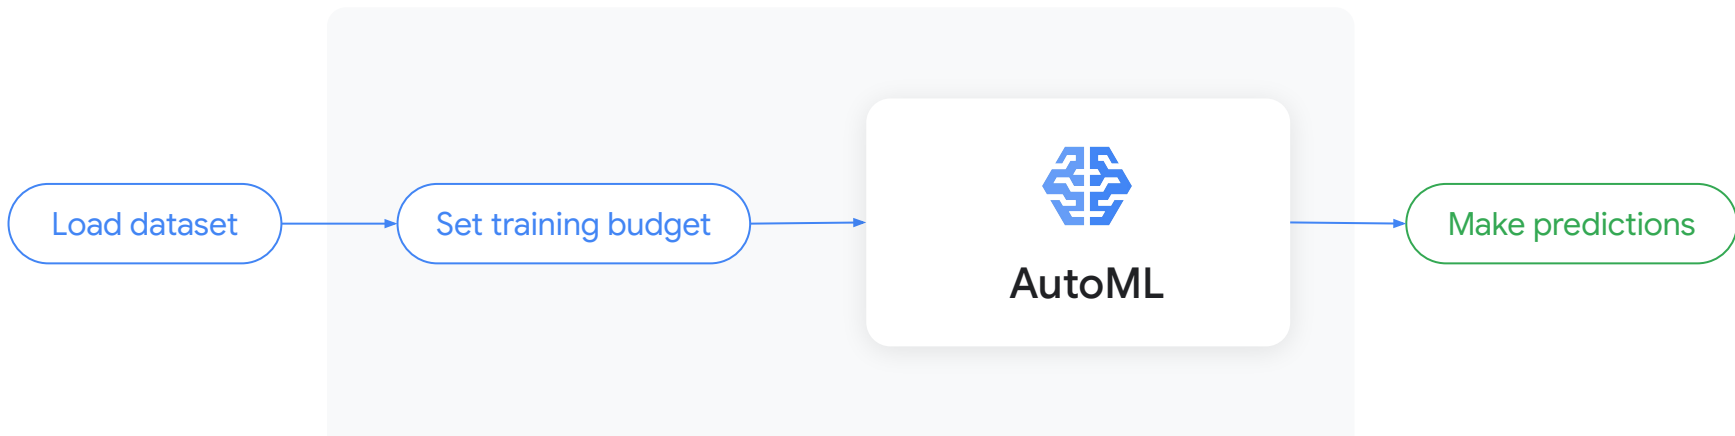 Load dataset
Set training budget
AutoML
Make predictions